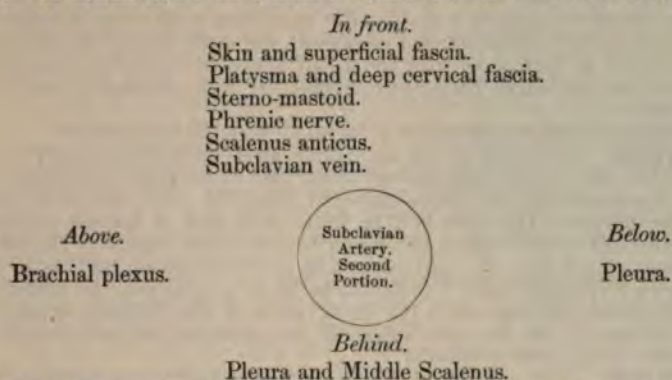 In front.
Skin and superficial fascia.
Platysma and deep cervical fascia.
Sterno-mastoid.
Phrenic nerve.
Scalenus anticus.
Subclavian vein.
Above.
Brachial plexus.
Subclavian
Artery.
Second
Portion.
Below.
Pleura.
Behind.
Pleura and Middle Scalenus.